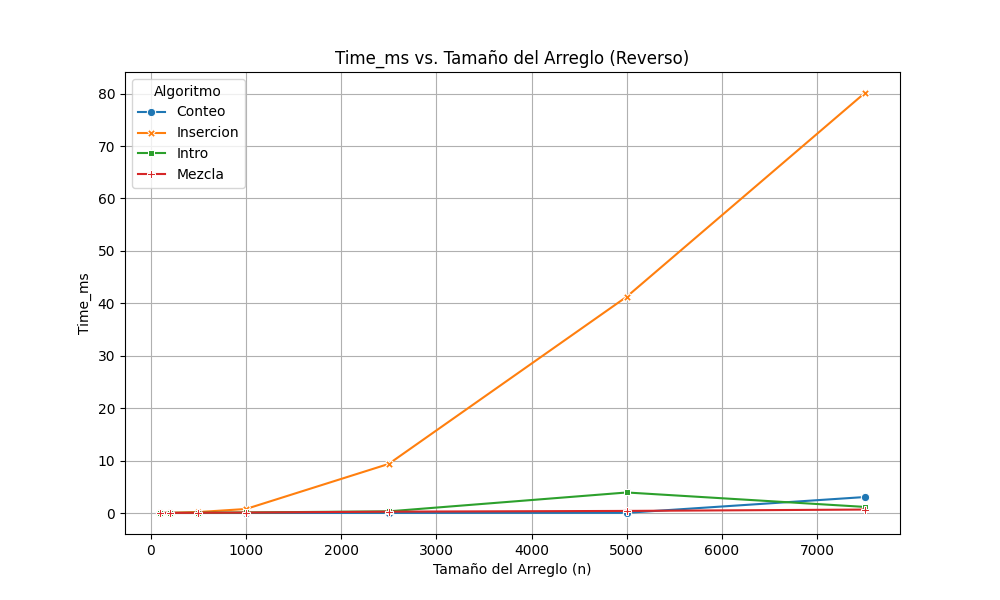 Time_ms vs. Tamaño del Arreglo (Reverso)
Algoritmo
Conteo
Insercion
Intro
Mezcla
Time_ms
80
70
60
50
40
30
20
10
0
0 1000 2000 3000 4000 5000 6000 7000
Tamaño del Arreglo (n)